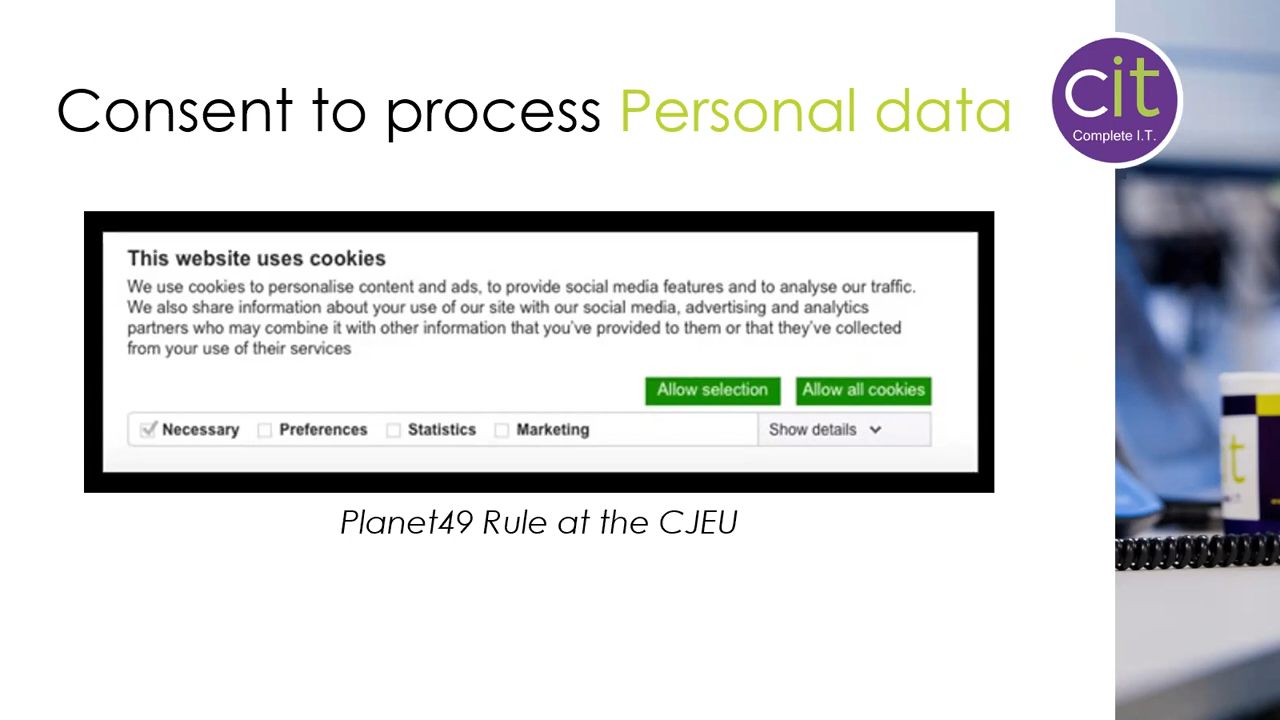 Consent to process Personal data
cit
Complete I.T.
This website uses cookies
We use cookies to personalise content and ads, to provide social media features and to analyse our traffic.
We also share information about your use of our site with our social media, advertising and analytics
partners who may combine it with other information that you've provided to them or that they've collected
from your use of their services
Allow selection Allow all cookies
Necessary Preferences Statistics Marketing Show details
Planet49 Rule at the CJEU
it